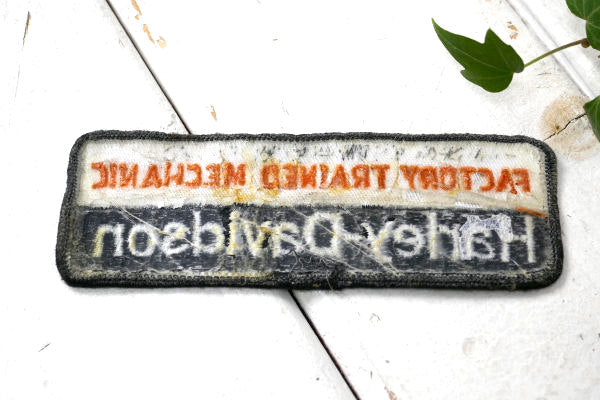 FACTORY TRAINED MECHANIC
Harley-Davidson